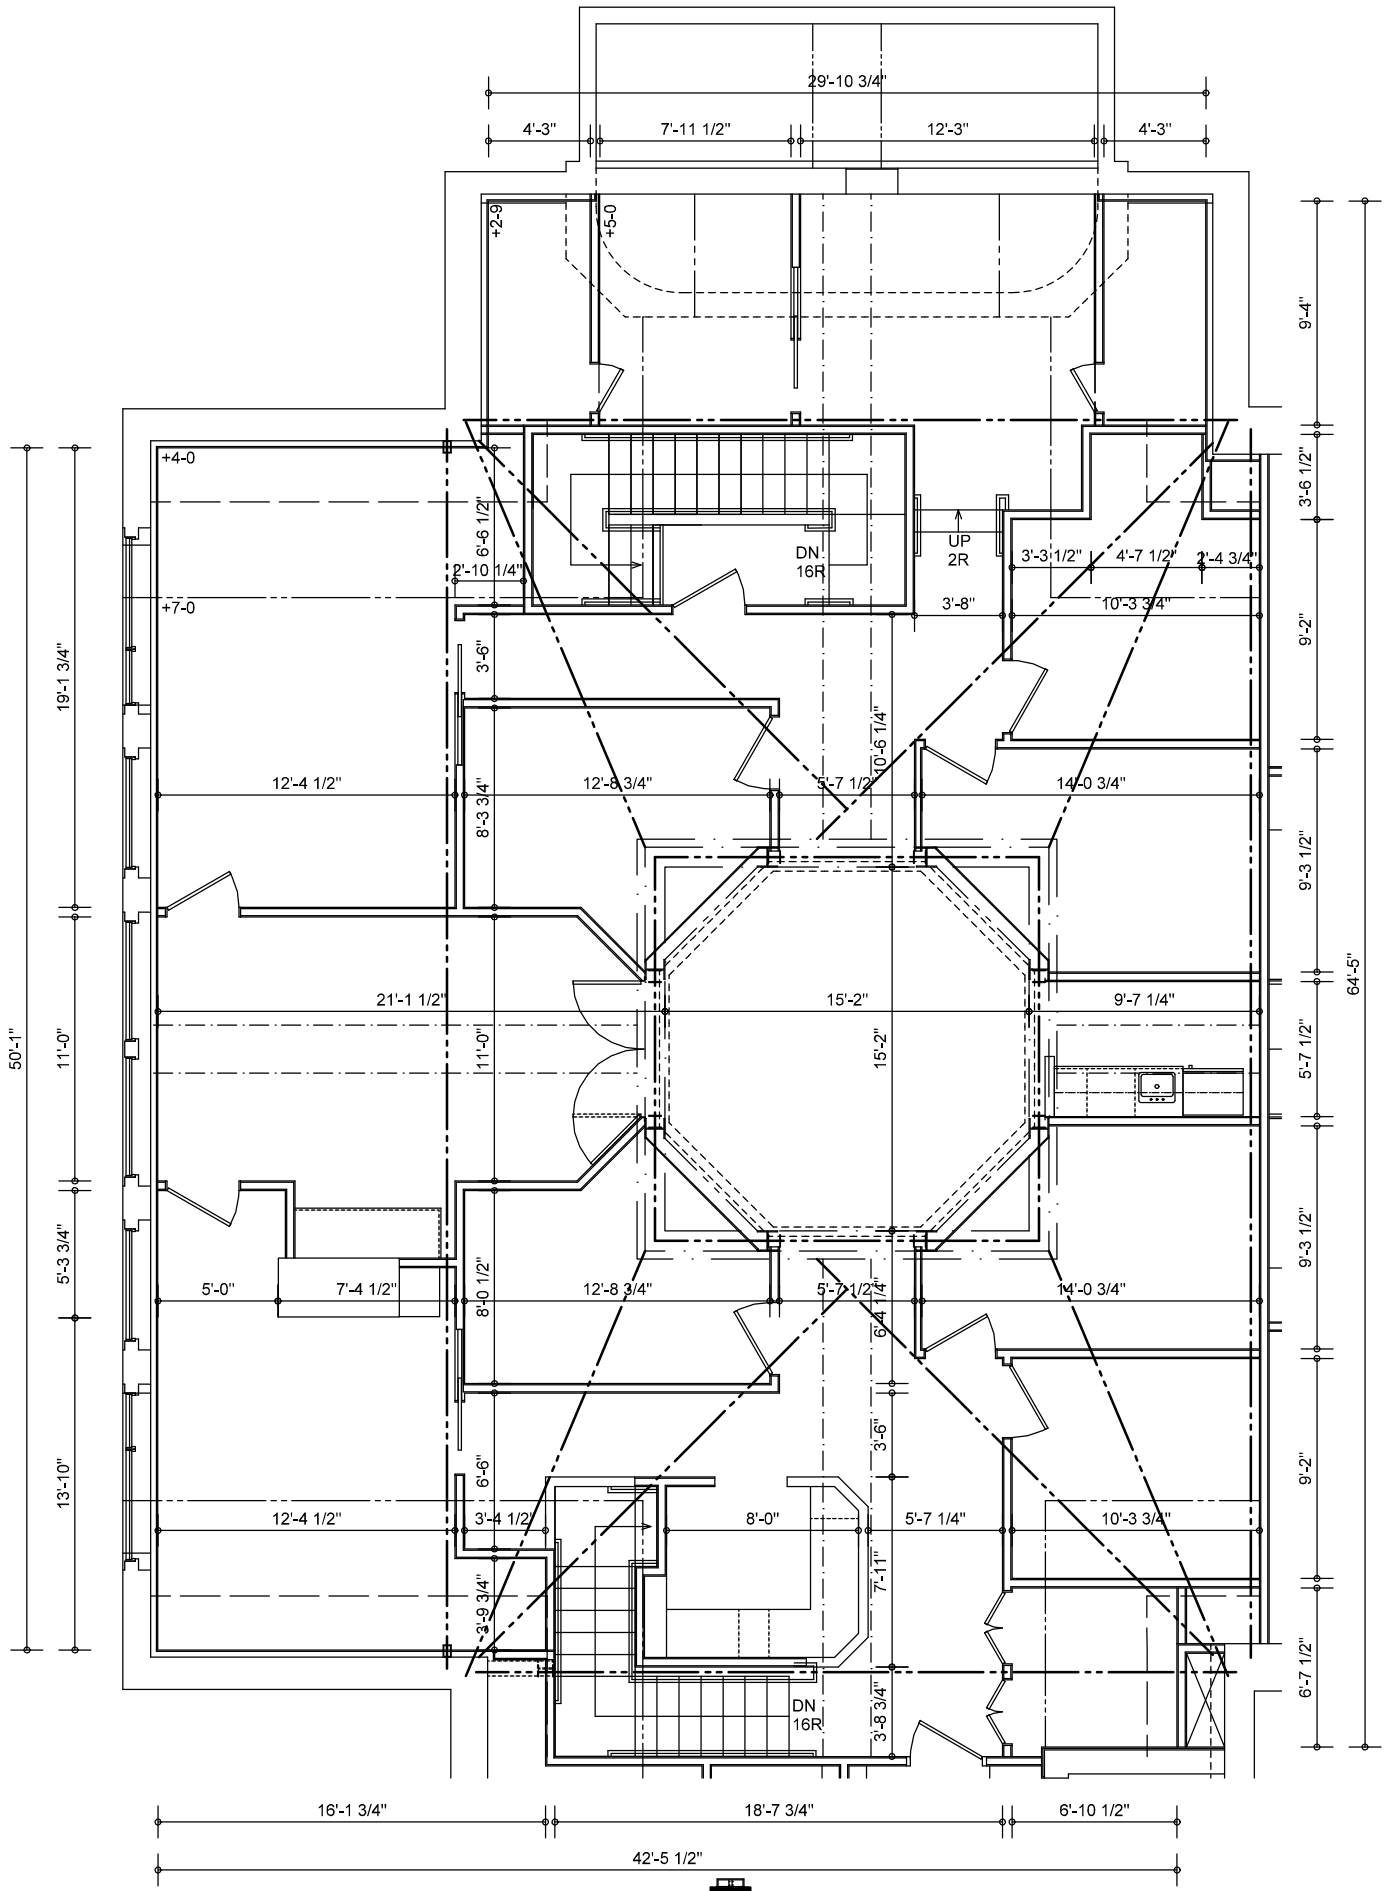 29'-10 3/4"
4'-3" 7'-11 1/2" 12'-3" 4'-3"
+2-9 +5-0
9'-4"
+4-0
6'-6 1/2"
3'-6 1/2"
DN
16R
UP
2R
2'-10 1/4"
3'-3 1/2" 4'-7 1/2" 2'-4 3/4"
+7-0
3'-8" 10'-3 3/4"
9'-2"
19'-1 3/4"
3'-6"
10'-6 1/4"
12'-4 1/2" 12'-8 3/4" 5'-7 1/2" 14'-0 3/4"
8'-3 3/4"
9'-3 1/2"
64'-5"
21'-1 1/2" 15'-2" 9'-7 1/4"
50'-1"
11'-0"
11'-0"
15'-2"
5'-7 1/2"
5'-3 3/4"
9'-3 1/2"
5'-0" 7'-4 1/2" 12'-8 3/4" 5'-7 1/2" 14'-0 3/4"
8'-0 1/2"
6'-4 1/4"
3'-6"
6'-6"
9'-2"
13'-10"
12'-4 1/2" 3'-4 1/2" 8'-0" 5'-7 1/4" 10'-3 3/4"
7'-11"
3'-9 3/4"
6'-7 1/2"
DN
16R
3'-8 3/4"
16'-1 3/4" 18'-7 3/4" 6'-10 1/2"
42'-5 1/2"